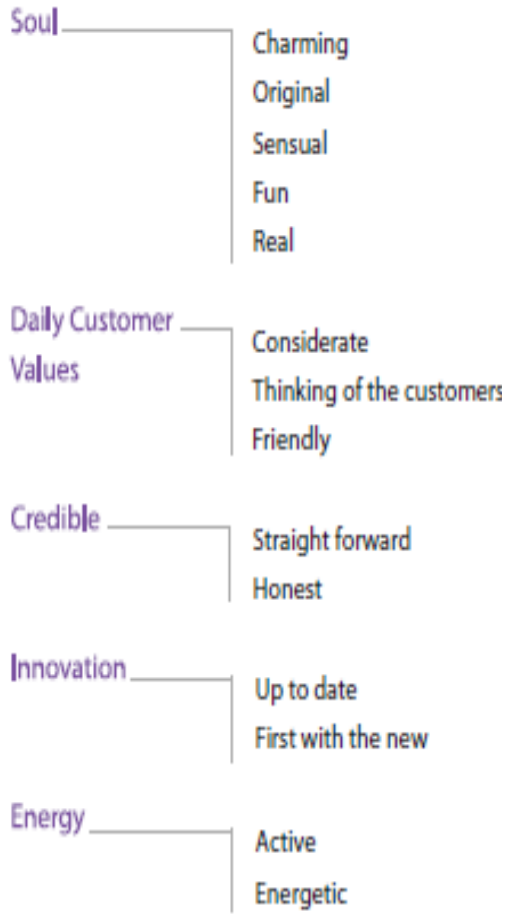 Soul
Charming
Original
Sensual
Fun
Real
Daily Customer
Values
Considerate
Thinking of the customers
Friendly
Credible
Straight forward
Honest
Innovation
Up to date
First with the new
Energy
Active
Energetic